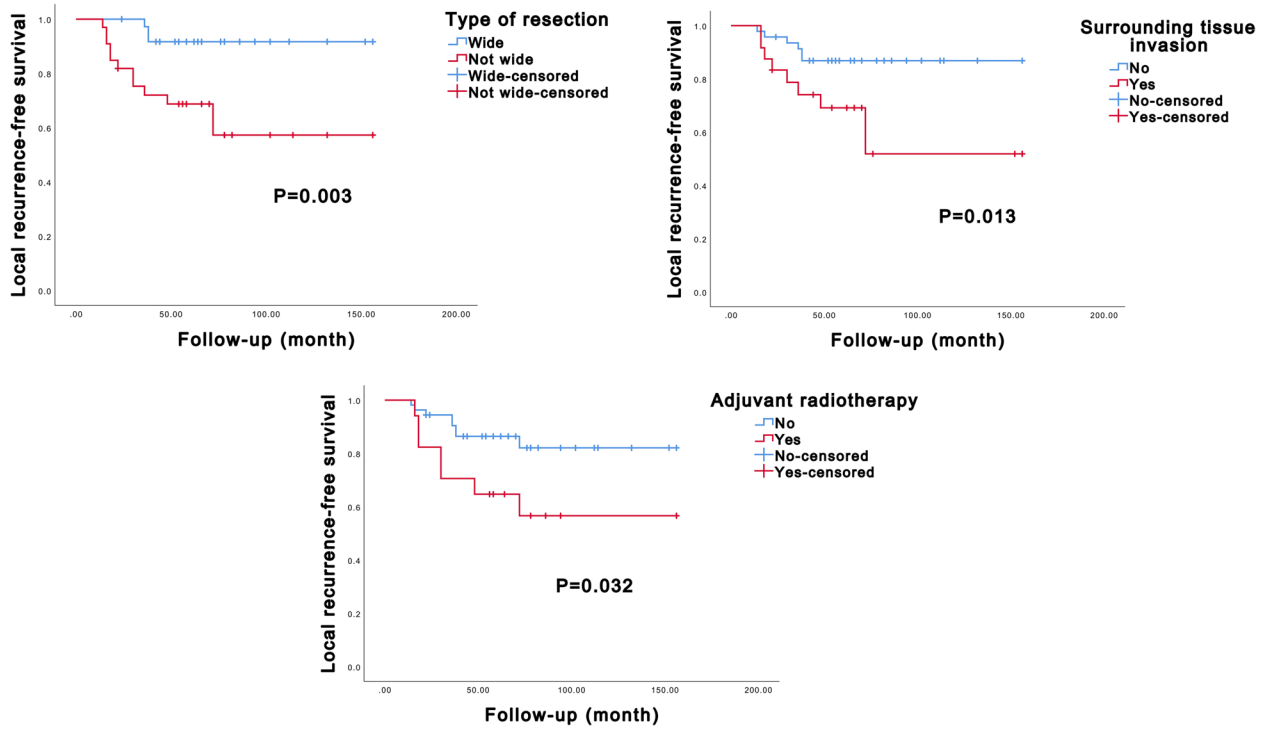 Local recurrence-free survival
1.0
0.8
0.6
0.4
0.2
0.0
.00 50.00 100.00 150.00 200.00
Follow-up (month)
P=0.003
Type of resection
Wide
Not wide
Wide-censored
Not wide-censored
Local recurrence-free survival
1.0
0.8
0.6
0.4
0.2
0.0
.00 50.00 100.00 150.00 200.00
Follow-up (month)
P=0.013
Surrounding tissue
invasion
No
Yes
No-censored
Yes-censored
Local recurrence-free survival
1.0
0.8
0.6
0.4
0.2
0.0
.00 50.00 100.00 150.00 200.00
Follow-up (month)
P=0.032
Adjuvant radiotherapy
No
Yes
No-censored
Yes-censored